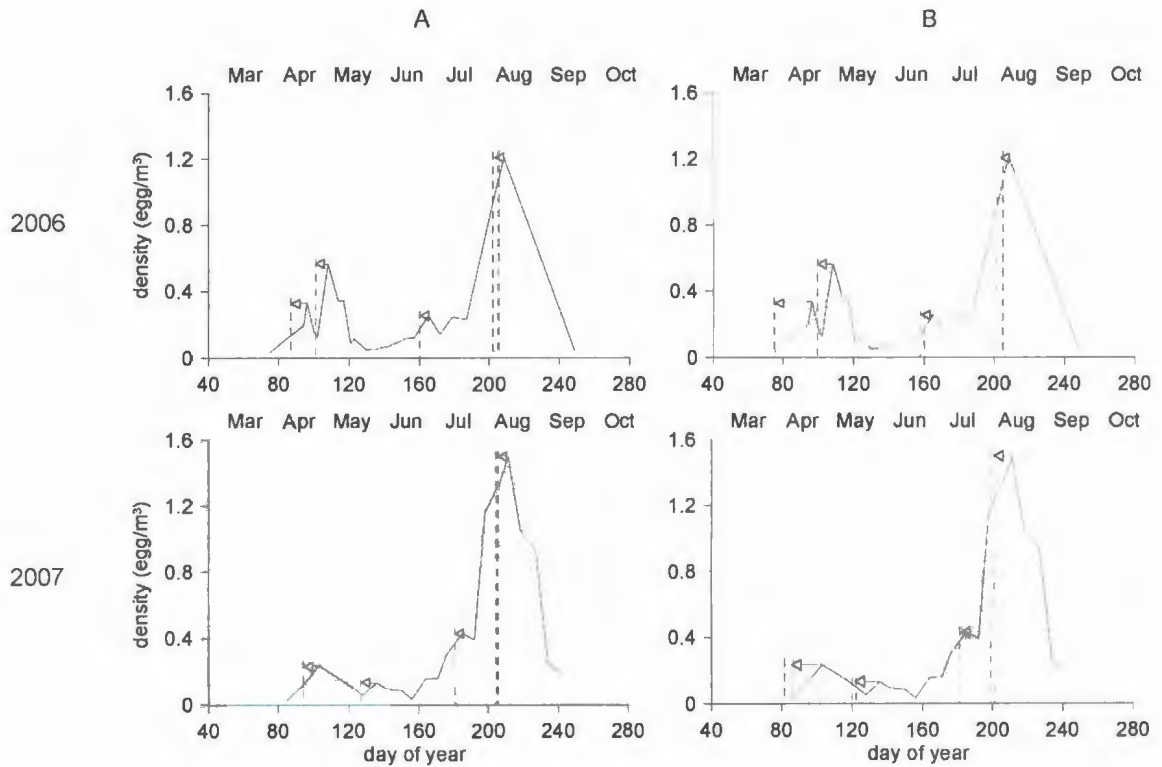 A B
Mar Apr May Jun Jul Aug Sep Oct Mar Apr May Jun Jul Aug Sep Oct
1.6 1.6
1.2 1.2
2006 density (egg/m³) 0.8 0.8
0.4 0.4
0 0
40 80 120 160 200 240 280 40 80 120 160 200 240 280
Mar Apr May Jun Jul Aug Sep Oct Mar Apr May Jun Jul Aug Sep Oct
1.6 1.6
1.2 1.2
2007 density (egg/m³) 0.8 0.8
0.4 0.4
0 0
40 80 120 160 200 240 280 40 80 120 160 200 240 280
day of year day of year